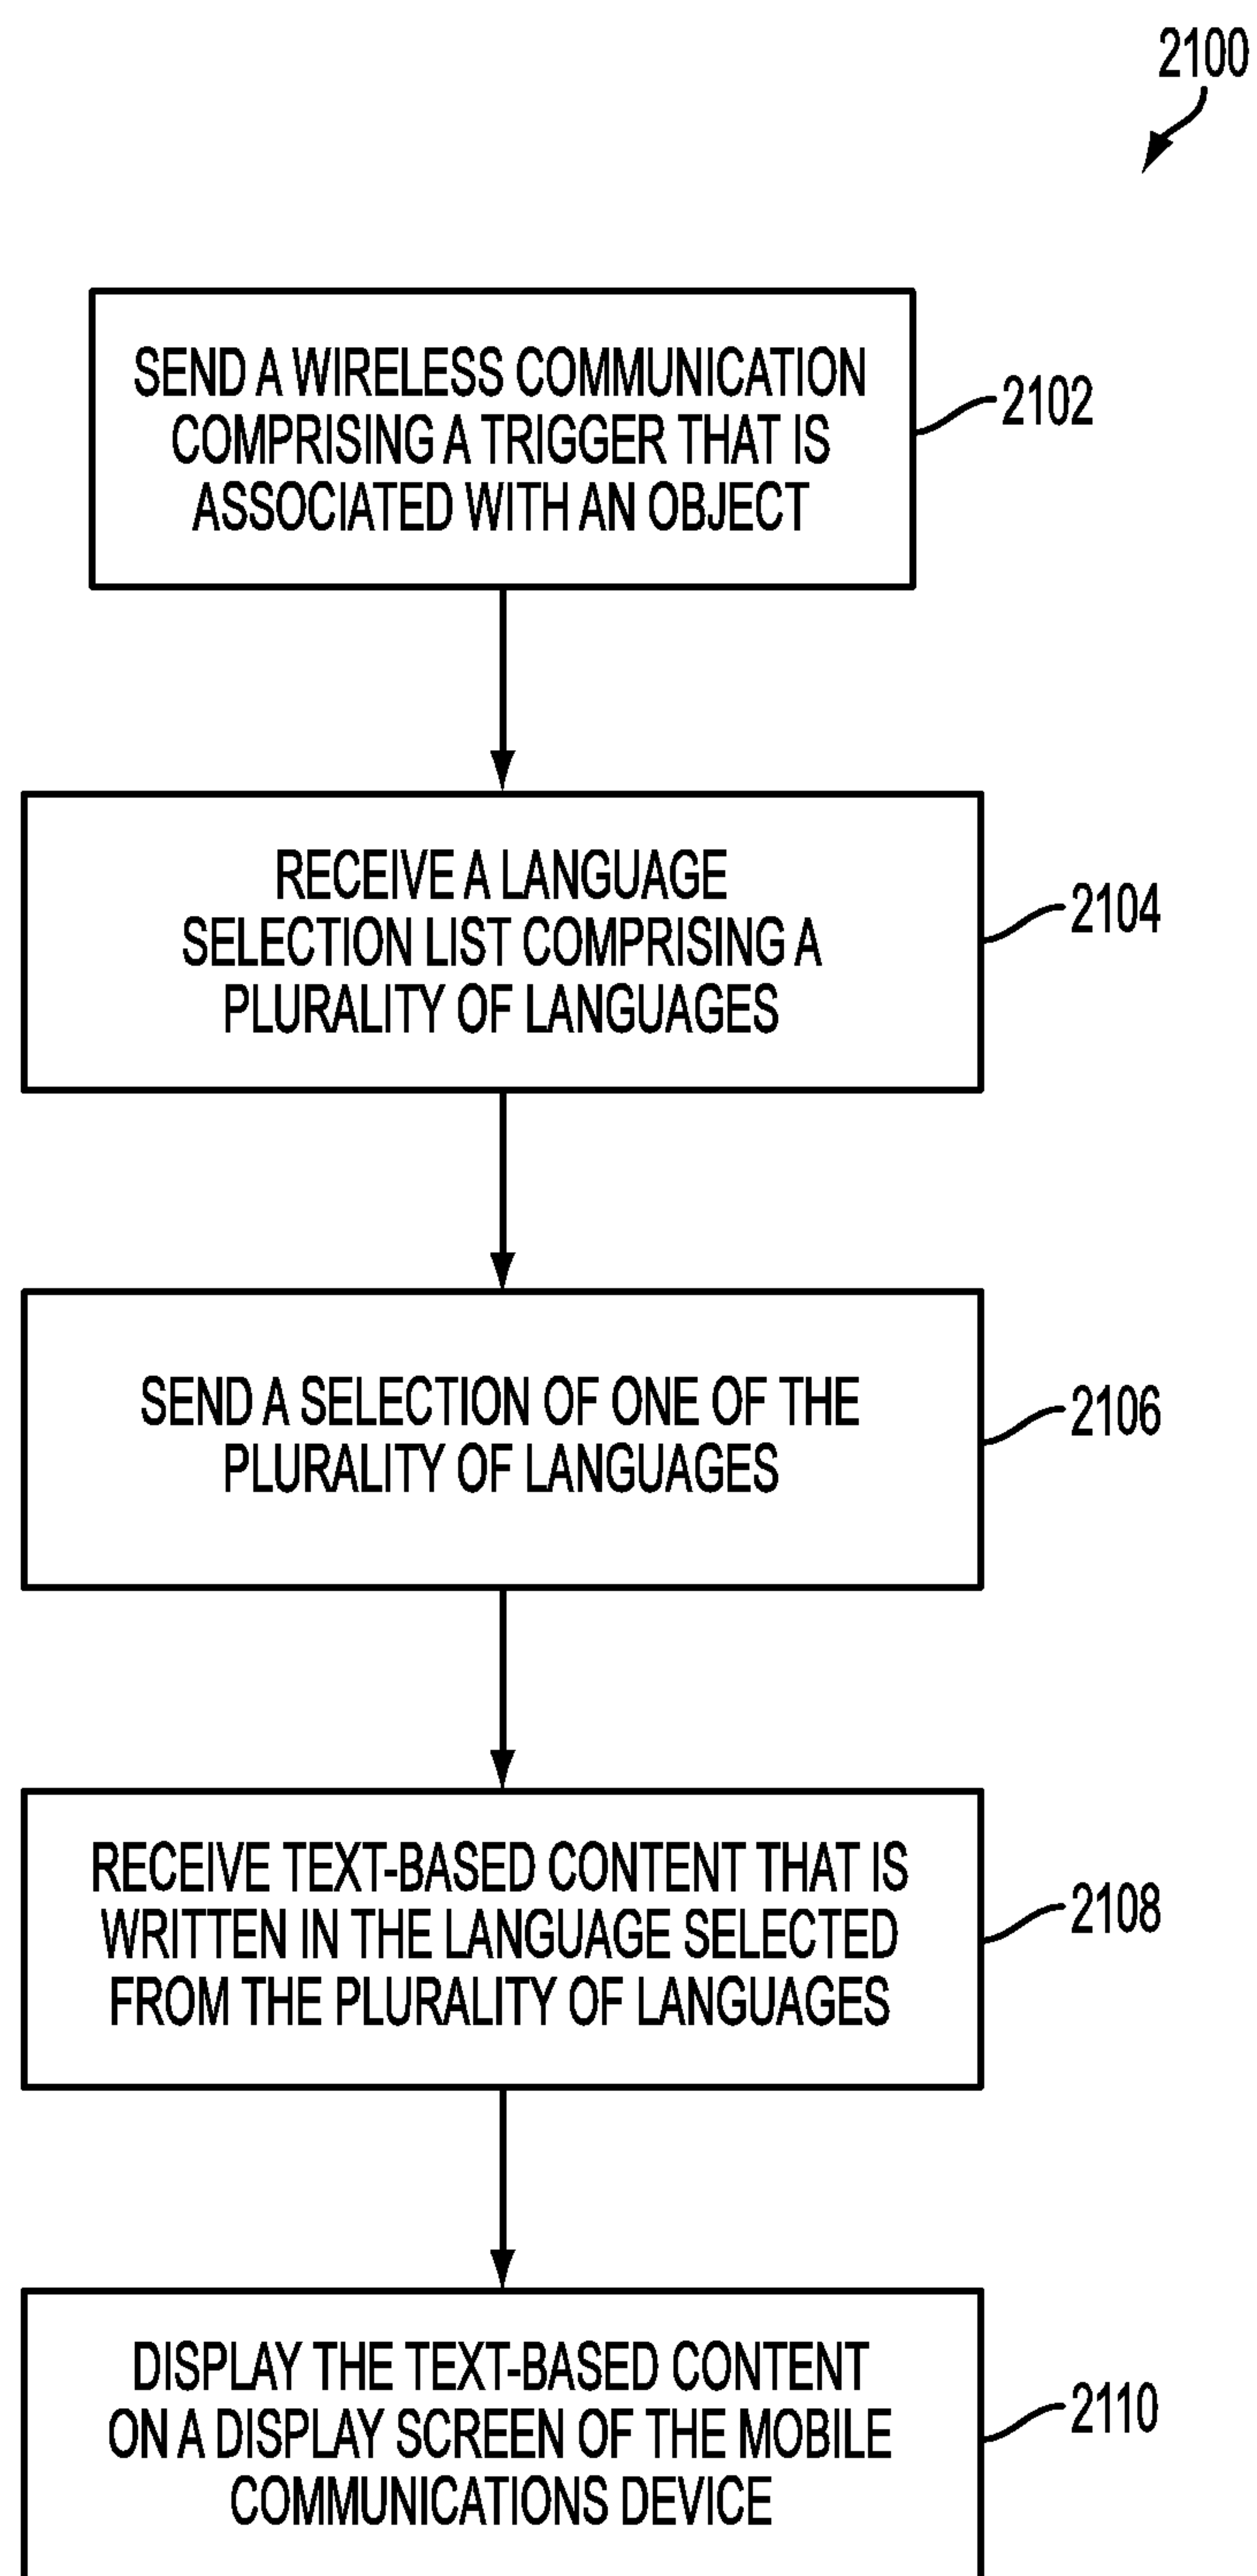 2100
SEND A WIRELESS COMMUNICATION
COMPRISING A TRIGGER THAT IS
ASSOCIATED WITH AN OBJECT
2102
RECEIVE A LANGUAGE
SELECTION LIST COMPRISING A
PLURALITY OF LANGUAGES
2104
SEND A SELECTION OF ONE OF THE
PLURALITY OF LANGUAGES
2106
RECEIVE TEXT-BASED CONTENT THAT IS
WRITTEN IN THE LANGUAGE SELECTED
FROM THE PLURALITY OF LANGUAGES
2108
DISPLAY THE TEXT-BASED CONTENT
ON A DISPLAY SCREEN OF THE MOBILE
COMMUNICATIONS DEVICE
2110